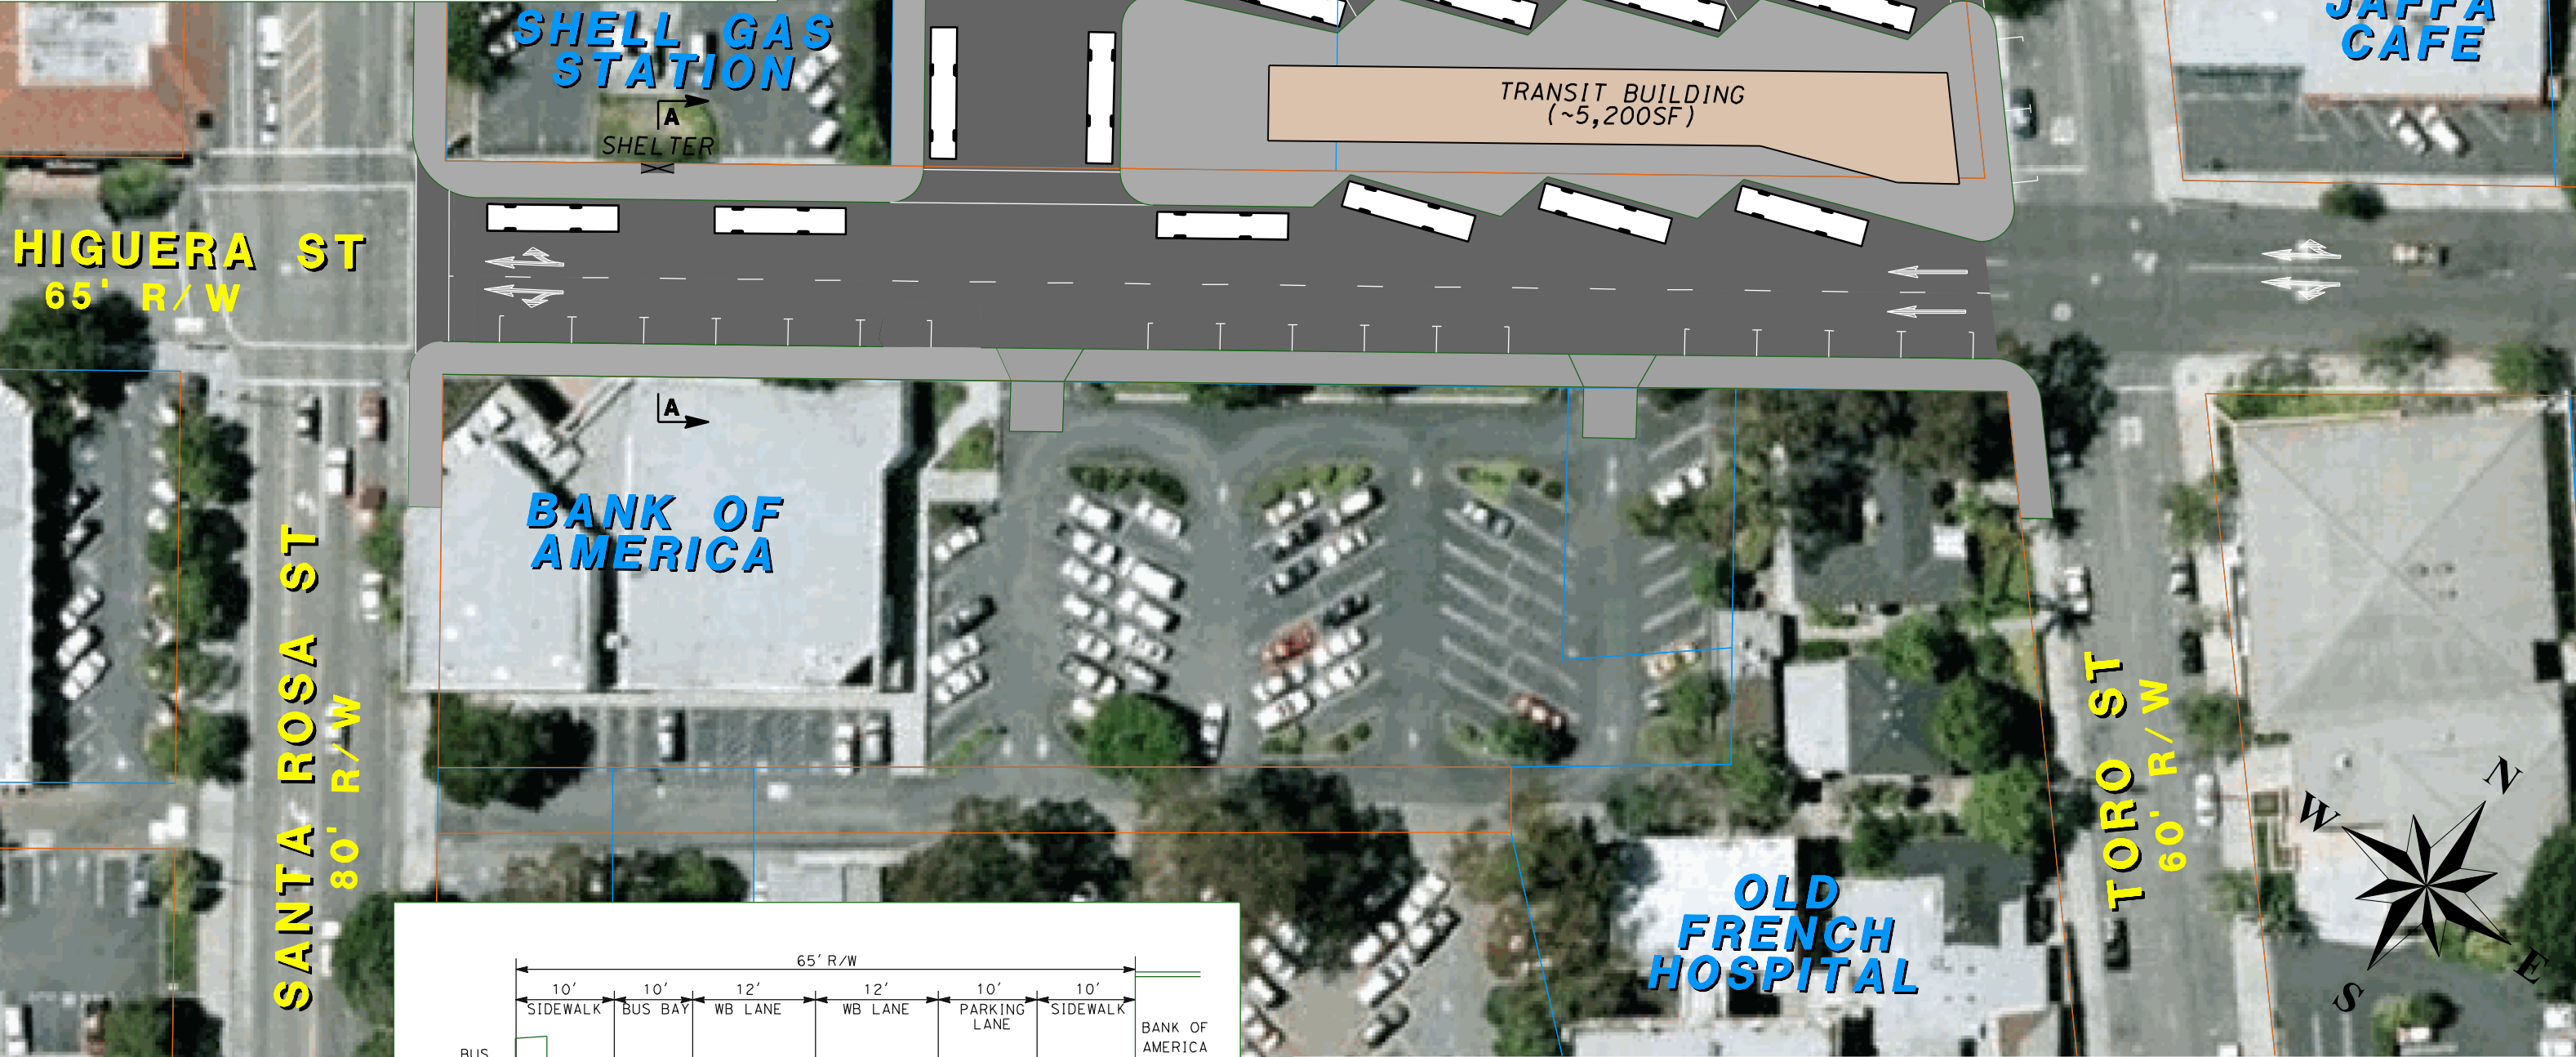 SHELL GAS
STATION
A
SHELTER
TRANSIT BUILDING
(~5,200SF)
JAFFA
CAFE
HIGUERA ST
65' R/W
A
BANK OF
AMERICA
SANTA ROSA ST
80' R/W
TORO ST
60' R/W
OLD
FRENCH
HOSPITAL
N
W
E
S
65' R/W
10' 10' 12' 12' 10' 10'
SIDEWALK BUS BAY WB LANE WB LANE PARKING LANE SIDEWALK
BANK OF
AMERICA
BUS